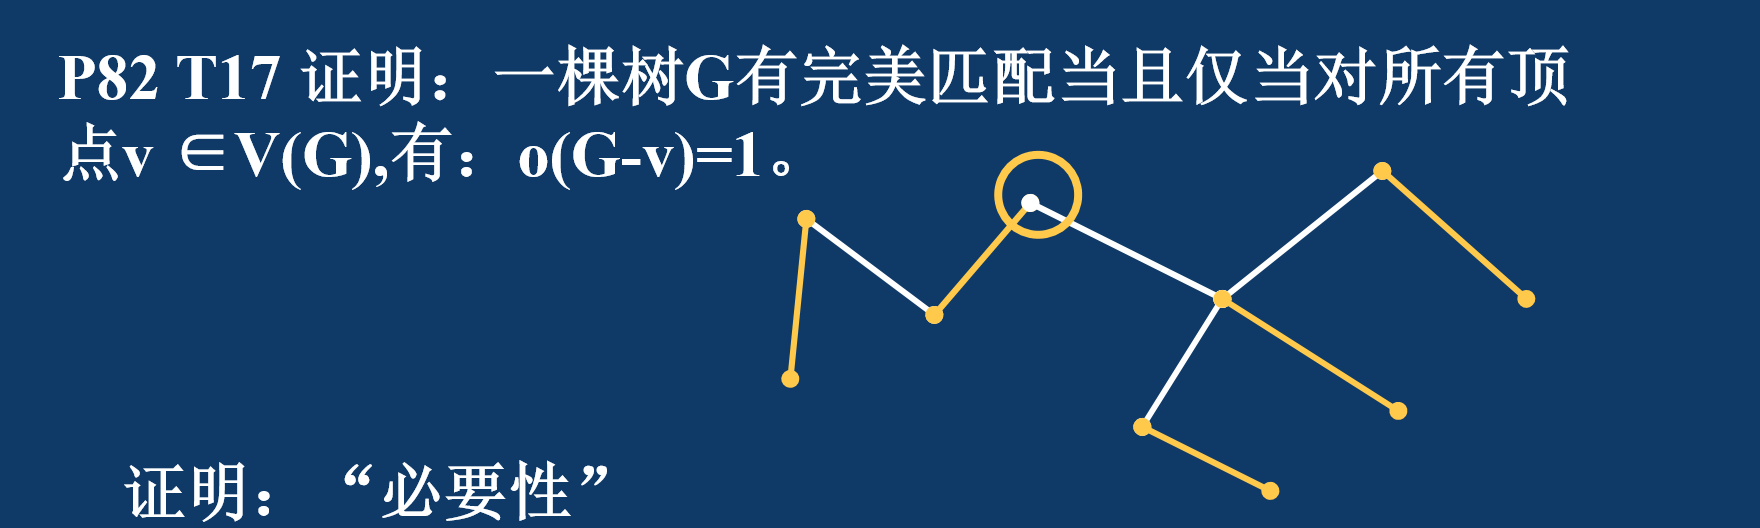 P82 T17 证明：一棵树G有完美匹配当且仅当对所有顶
点v ∈V(G),有：o(G-v)=1。
证明：“必要性”